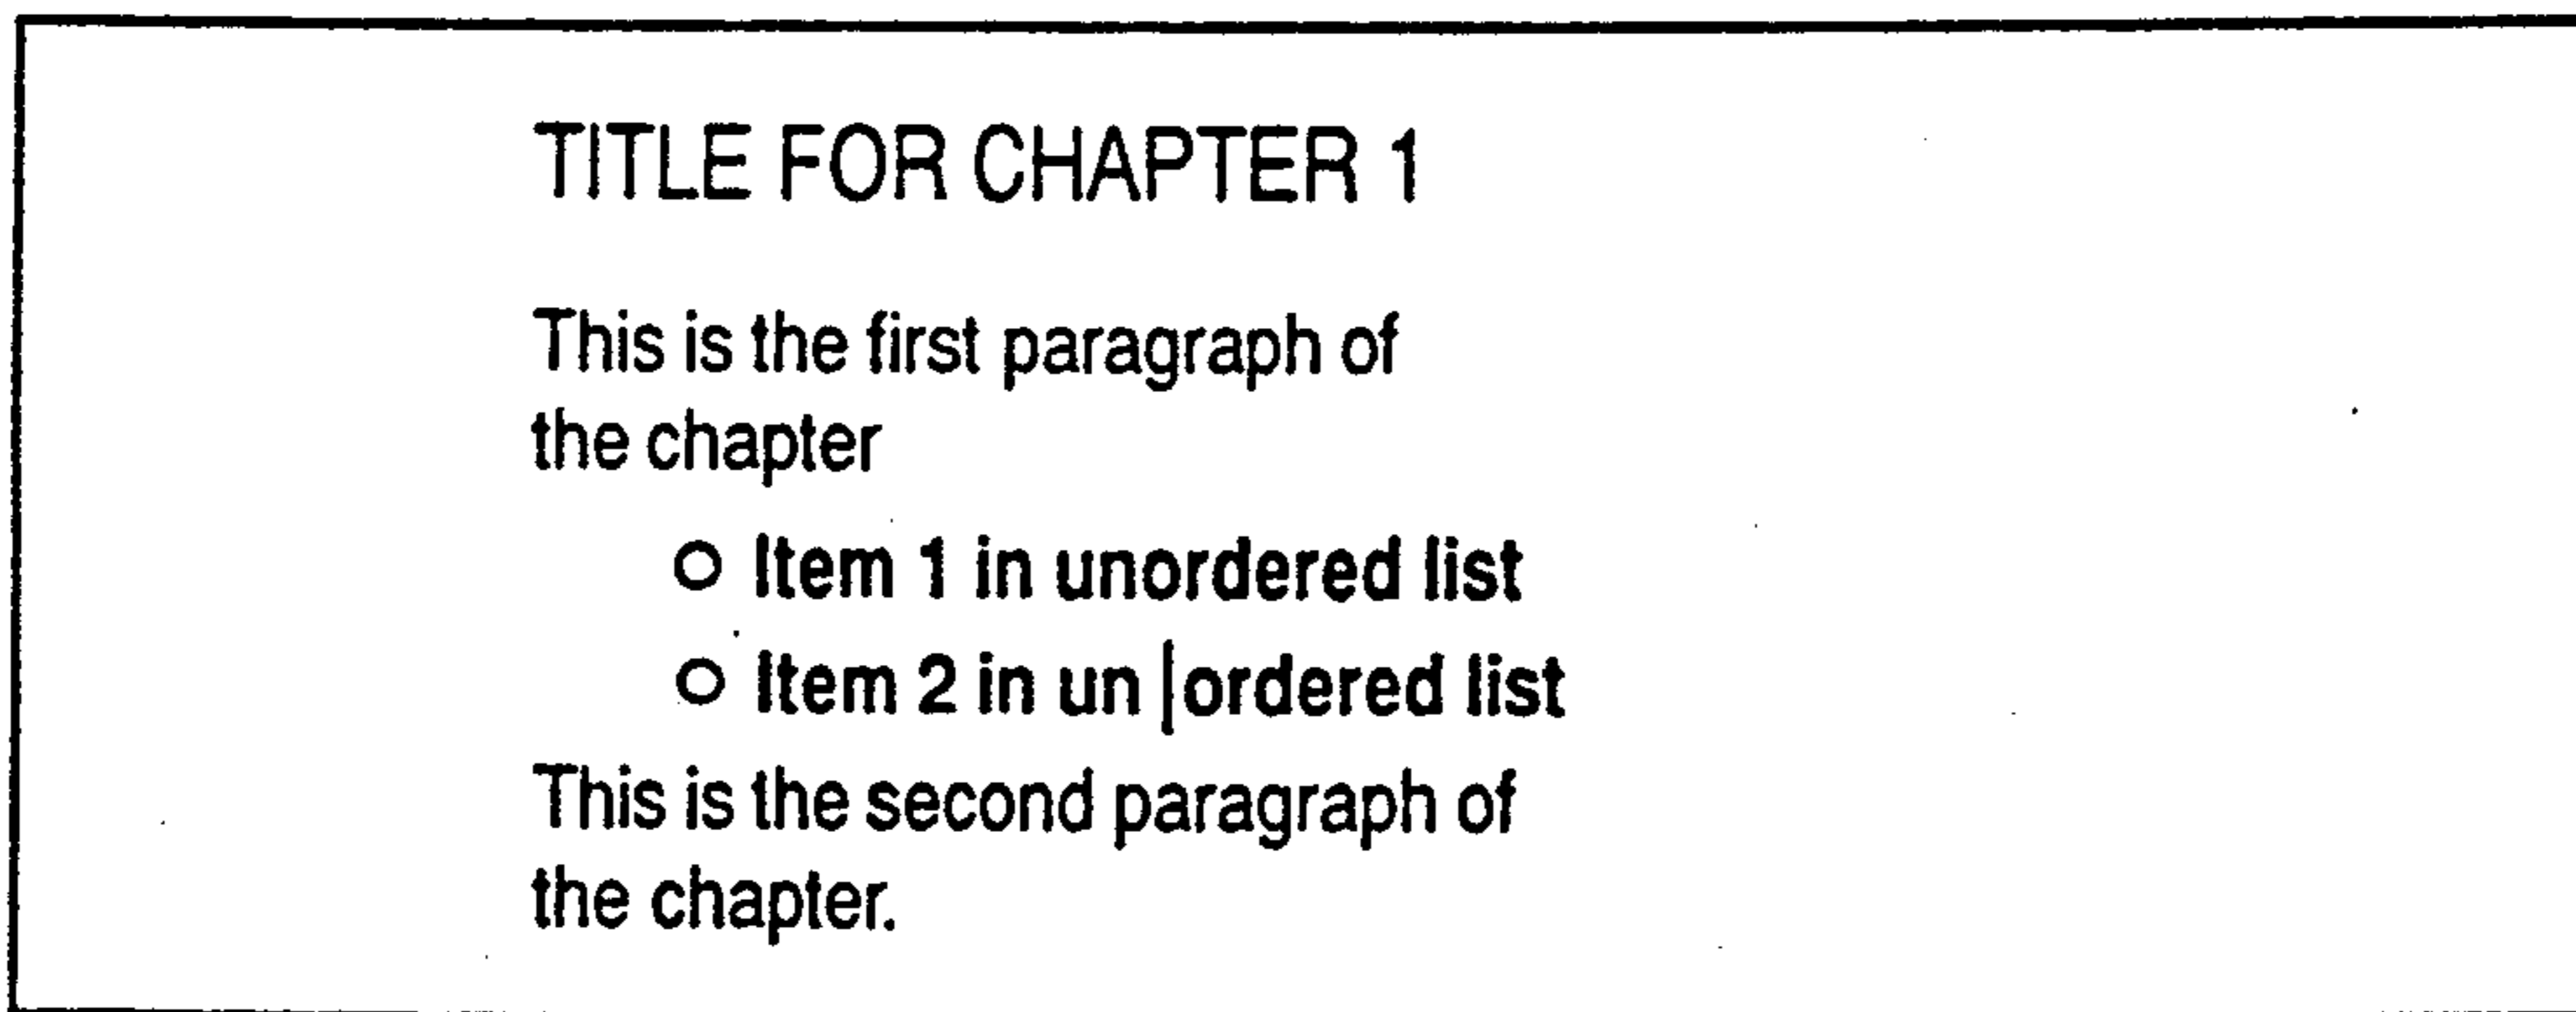 TITLE FOR CHAPTER 1
This is the first paragraph of
the chapter
o Item 1 in unordered list
o Item 2 in un |ordered list
This is the second paragraph of
the chapter.